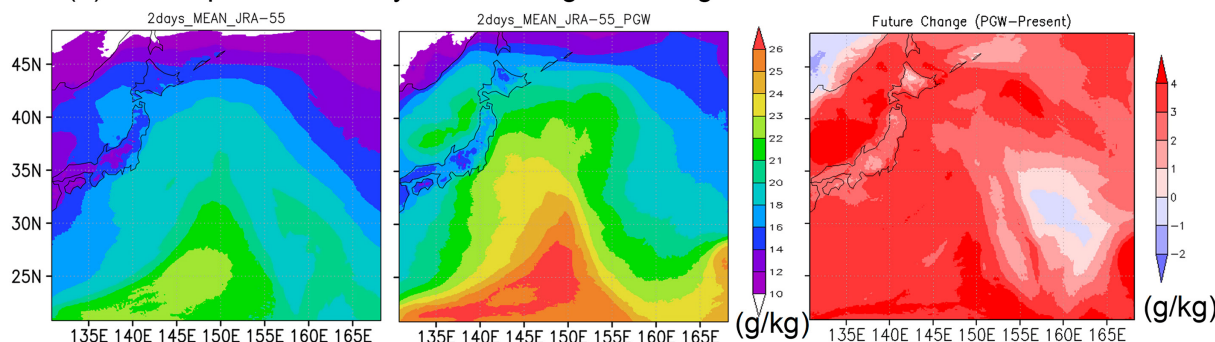 2days_MEAN_JRA-55
2days_MEAN_JRA-55_PGW
Future Change (PGW-Present)
45N
40N
35N
30N
25N
135E 140E 145E 150E 155E 160E 165E
135E 140E 145E 150E 155E 160E 165E
135E 140E 145E 150E 155E 160E 165E
26
25
24
23
22
21
20
18
16
14
12
10
(g/kg)
4
3
2
1
0
−1
−2
(g/kg)